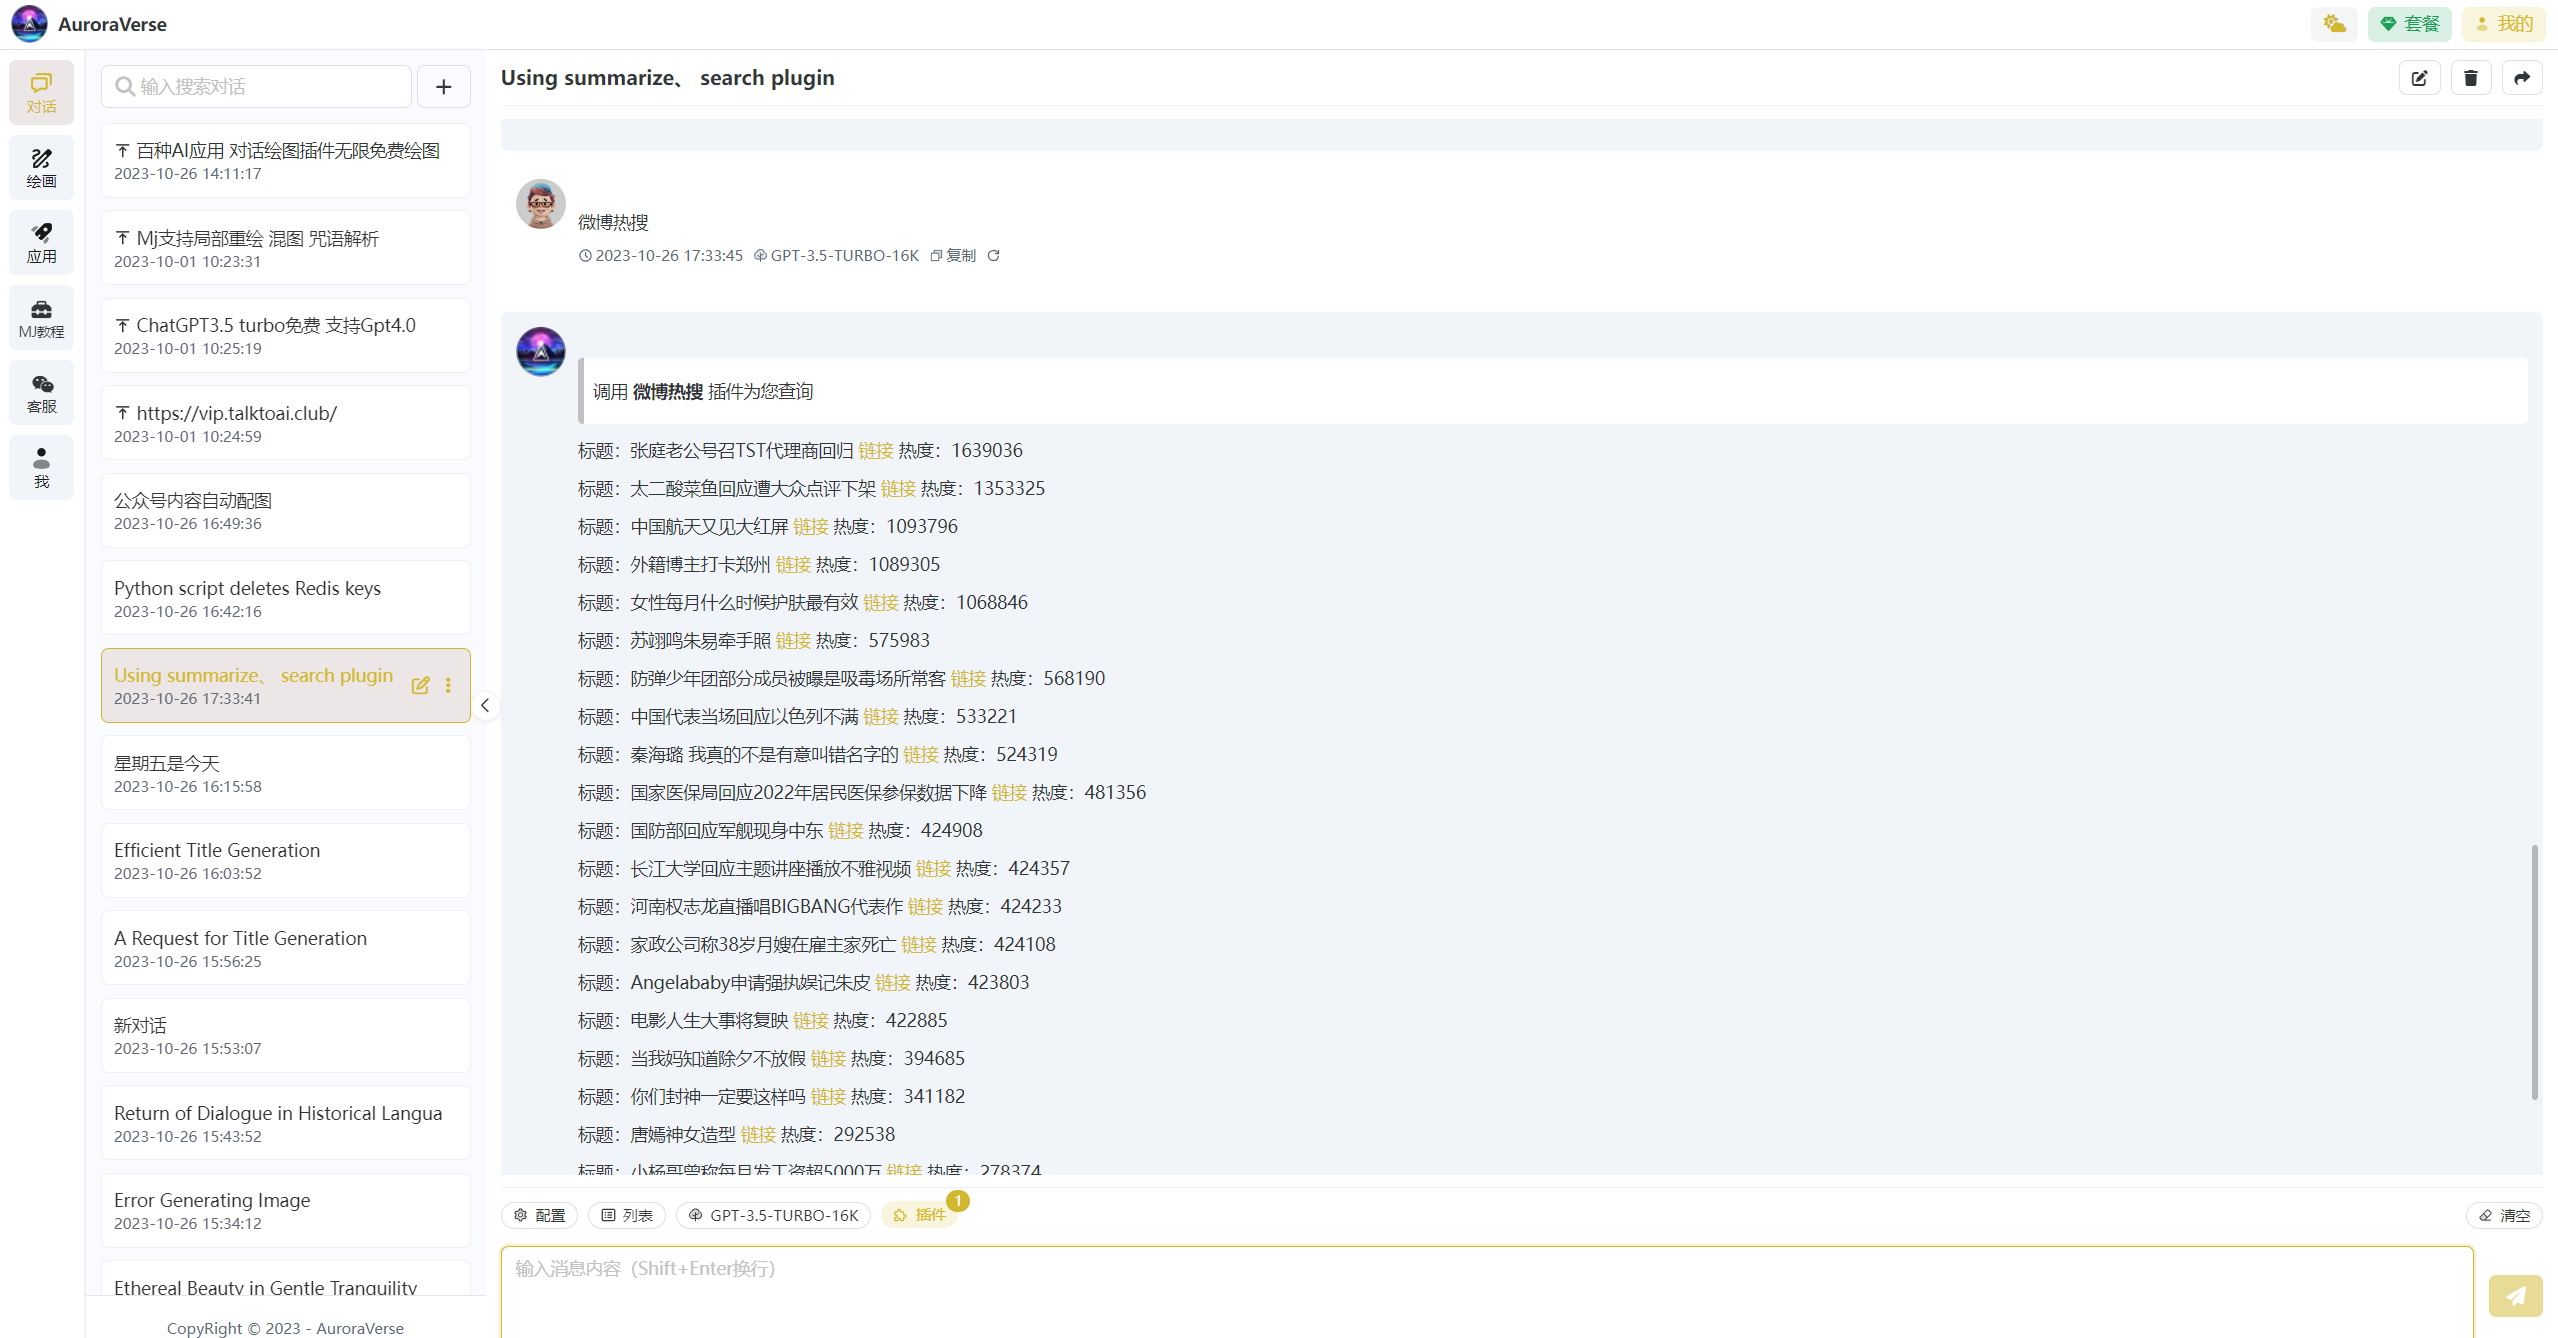 AuroraVerse
套餐
我的
对话
绘画
应用
MJ教程
客服
我
输入搜索对话
百种AI应用 对话绘图插件无限免费绘图
2023-10-26 14:11:17
Mj支持局部重绘 混图 咒语解析
2023-10-01 10:23:31
ChatGPT3.5 turbo免费 支持Gpt4.0
2023-10-01 10:25:19
https://vip.talktoai.club/
2023-10-01 10:24:59
公众号内容自动配图
2023-10-26 16:49:36
Python script deletes Redis keys
2023-10-26 16:42:16
Using summarize、 search plugin
2023-10-26 17:33:41
星期五是今天
2023-10-26 16:15:58
Efficient Title Generation
2023-10-26 16:03:52
A Request for Title Generation
2023-10-26 15:56:25
新对话
2023-10-26 15:53:07
Return of Dialogue in Historical Langua
2023-10-26 15:43:52
Error Generating Image
2023-10-26 15:34:12
Ethereal Beauty in Gentle Tranquility
CopyRight © 2023 - AuroraVerse
Using summarize、 search plugin
微博热搜
2023-10-26 17:33:45 GPT-3.5-TURBO-16K 复制
调用 微博热搜 插件为您查询
标题：张庭老公号召TST代理商回归 链接 热度：1639036
标题：太二酸菜鱼回应遭大众点评下架 链接 热度：1353325
标题：中国航天又见大红屏 链接 热度：1093796
标题：外籍博主打卡郑州 链接 热度：1089305
标题：女性每月什么时候护肤最有效 链接 热度：1068846
标题：苏翊鸣朱易牵手照 链接 热度：575983
标题：防弹少年团部分成员被曝是吸毒场所常客 链接 热度：568190
标题：中国代表当场回应以色列不满 链接 热度：533221
标题：秦海璐 我真的不是有意叫错名字的 链接 热度：524319
标题：国家医保局回应2022年居民医保参保数据下降 链接 热度：481356
标题：国防部回应军舰现身中东 链接 热度：424908
标题：长江大学回应主题讲座播放不雅视频 链接 热度：424357
标题：河南权志龙直播唱BIGBANG代表作 链接 热度：424233
标题：家政公司称38岁月嫂在雇主家死亡 链接 热度：424108
标题：Angelababy申请强执娱记朱皮 链接 热度：423803
标题：电影人生大事将复映 链接 热度：422885
标题：当我妈知道除夕不放假 链接 热度：394685
标题：你们封神一定要这样吗 链接 热度：341182
标题：唐嫣神女造型 链接 热度：292538
标题：小杨哥曾称每月发工资超5000万 链接 热度：278374
配置
列表
GPT-3.5-TURBO-16K
插件
1
清空
输入消息内容（Shift+Enter换行）